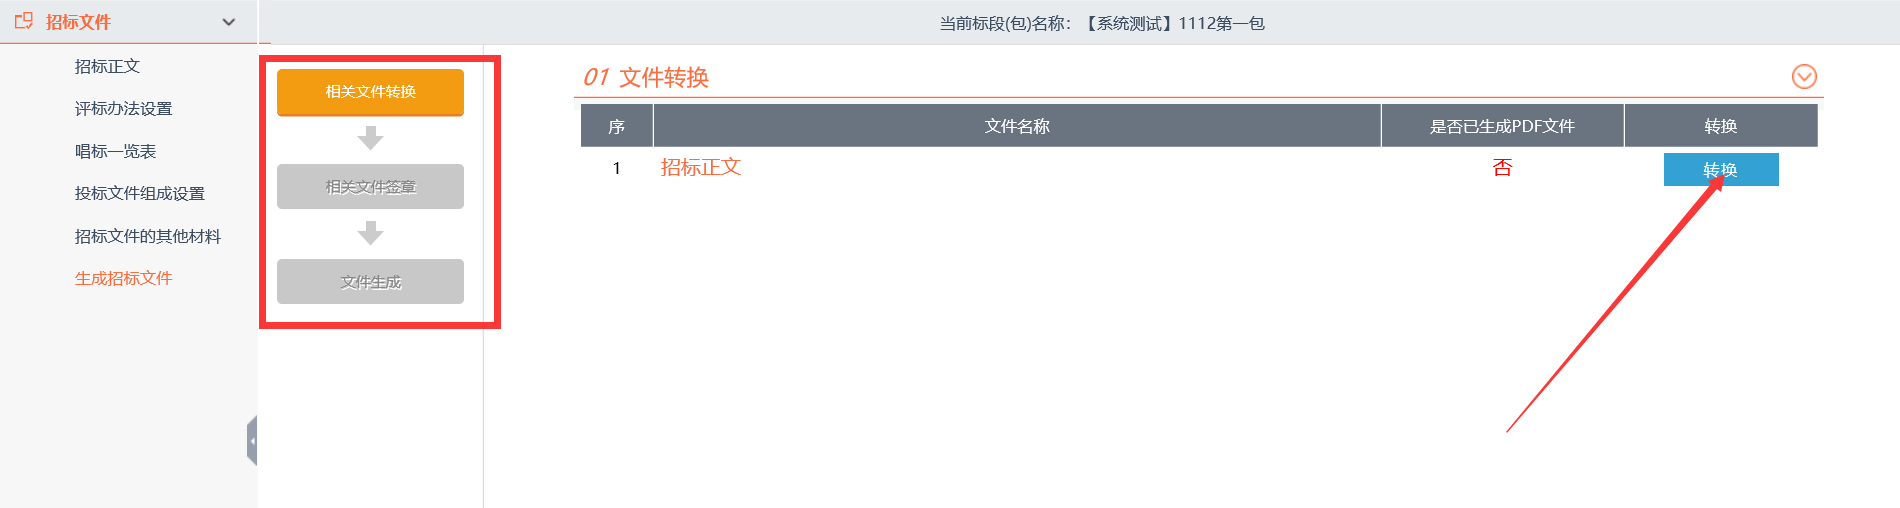 招标文件
当前标段(包)名称：【系统测试】1112第一包
招标正文
评标办法设置
唱标一览表
投标文件组成设置
招标文件的其他材料
生成招标文件
相关文件转换
相关文件签章
文件生成
01 文件转换
序 文件名称 是否已生成PDF文件 转换
1 招标正文 否 转换